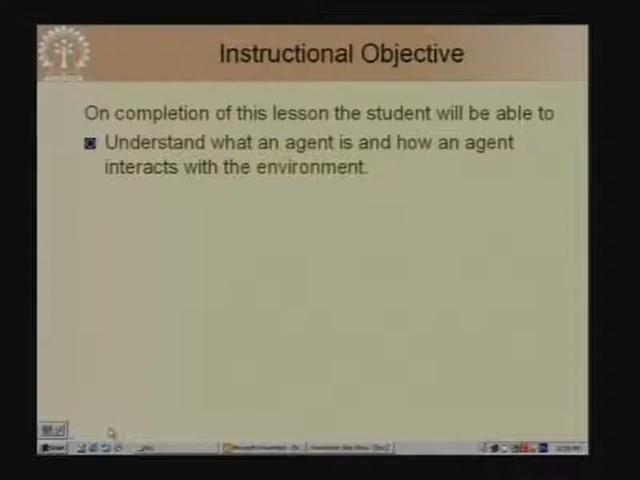 Instructional Objective
On completion of this lesson the student will be able to
Understand what an agent is and how an agent
interacts with the environment.